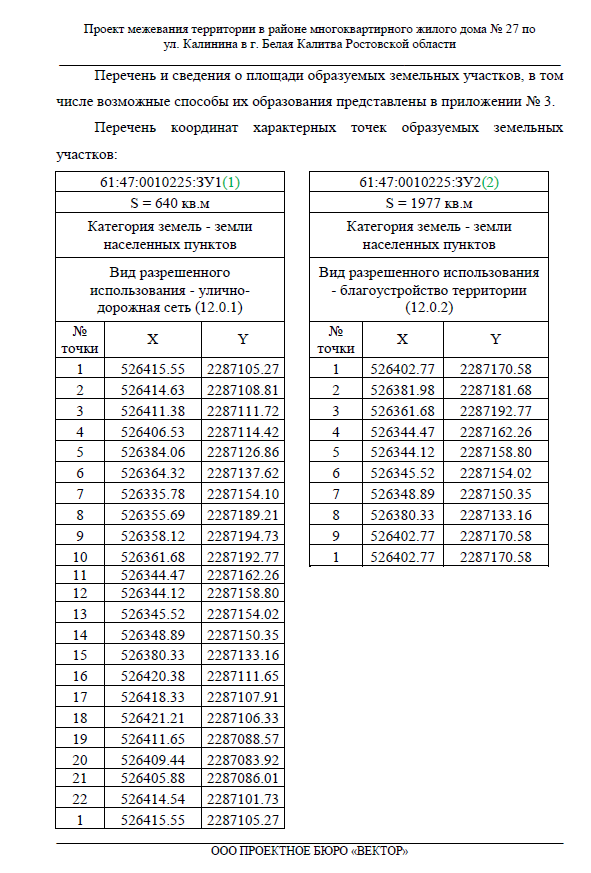 Проект межевания территории в районе многоквартирного жилого дома № 27 по
ул. Калинина в г. Белая Калитва Ростовской области
Перечень и сведения о площади образуемых земельных участков, в том
числе возможные способы их образования представлены в приложении № 3.
Перечень координат характерных точек образуемых земельных
участков:
61:47:0010225:ЗУ1(1)
S = 640 кв.м
Категория земель - земли
населенных пунктов
Вид разрешенного
использования - улично-
дорожная сеть (12.0.1)
№
точки X Y
1 526415.55 2287105.27
2 526414.63 2287108.81
3 526411.38 2287111.72
4 526406.53 2287114.42
5 526384.06 2287126.86
6 526364.32 2287137.62
7 526335.78 2287154.10
8 526355.69 2287189.21
9 526358.12 2287194.73
10 526361.68 2287192.77
11 526344.47 2287162.26
12 526344.12 2287158.80
13 526345.52 2287154.02
14 526348.89 2287150.35
15 526380.33 2287133.16
16 526420.38 2287111.65
17 526418.33 2287107.91
18 526421.21 2287106.33
19 526411.65 2287088.57
20 526409.44 2287083.92
21 526405.88 2287086.01
22 526414.54 2287101.73
1 526415.55 2287105.27
61:47:0010225:ЗУ2(2)
S = 1977 кв.м
Категория земель - земли
населенных пунктов
Вид разрешенного использования
- благоустройство территории
(12.0.2)
№
точки X Y
1 526402.77 2287170.58
2 526381.98 2287181.68
3 526361.68 2287192.77
4 526344.47 2287162.26
5 526344.12 2287158.80
6 526345.52 2287154.02
7 526348.89 2287150.35
8 526380.33 2287133.16
9 526402.77 2287170.58
1 526402.77 2287170.58
ООО ПРОЕКТНОЕ БЮРО «ВЕКТОР»